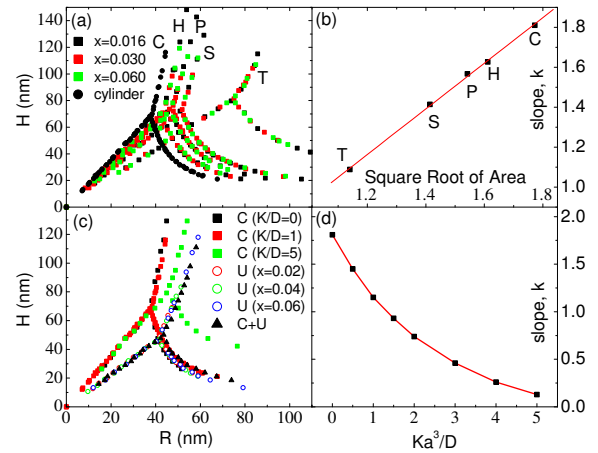 (a)
x=0.016
x=0.030
x=0.060
cylinder
C H P
S
T
H (nm)
140
120
100
80
60
40
20
0
(b)
C
H
P
S
T
Square Root of Area
1.2 1.4 1.6 1.8
1.8
1.6
1.4
1.2
1.0
slope, k
(c)
C (K/D=0)
C (K/D=1)
C (K/D=5)
U (x=0.02)
U (x=0.04)
U (x=0.06)
C+U
H (nm)
120
100
80
60
40
20
0
0 20 40 60 80 100
R (nm)
(d)
2.0
1.5
1.0
0.5
0.0
slope, k
0 1 2 3 4 5
Ka³/D